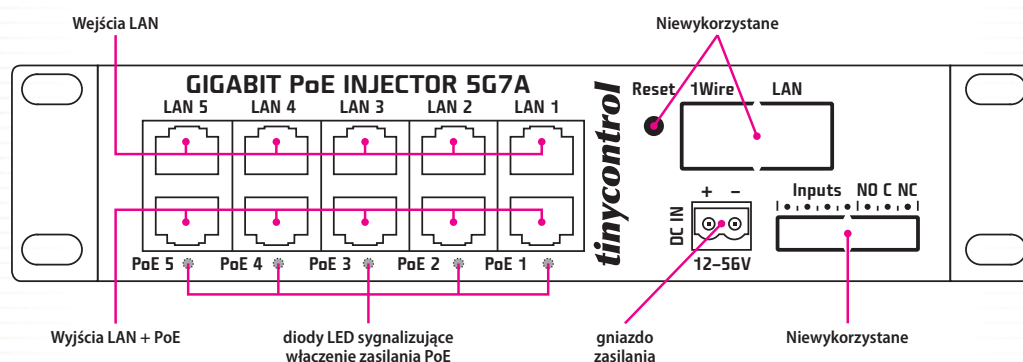 Wejścia LAN
Niewykorzystane
GIGABIT PoE INJECTOR 5G7A
LAN 5 LAN 4 LAN 3 LAN 2 LAN 1
tinycontrol
Reset 1Wire LAN
+ –
DC IN
12–56V
Inputs NO C NC
PoE 5 PoE 4 PoE 3 PoE 2 PoE 1
Wyjścia LAN + PoE
diody LED sygnalizujące
włączenie zasilania PoE
gniazdo
zasilania
Niewykorzystane